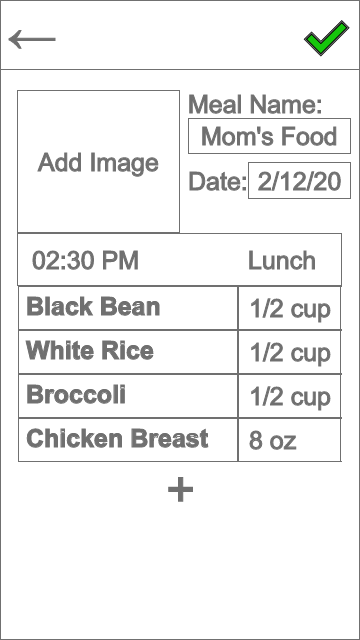 Add Image
Meal Name:
Mom's Food
Date: 2/12/20
02:30 PM Lunch
Black Bean 1/2 cup
White Rice 1/2 cup
Broccoli 1/2 cup
Chicken Breast 8 oz
+